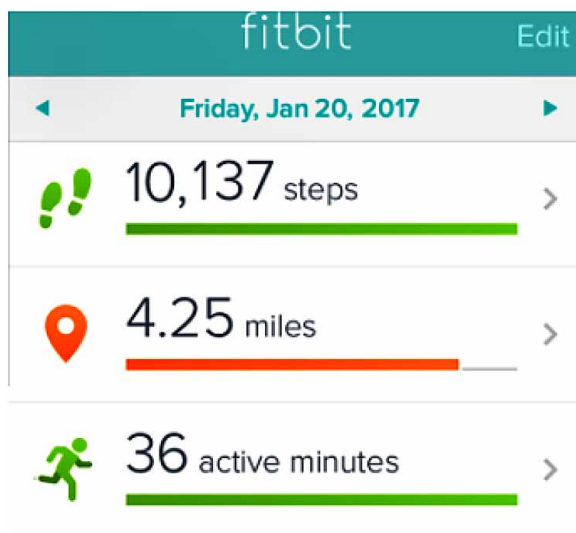 fitbit
Edit
Friday, Jan 20, 2017
10,137 steps
4.25 miles
36 active minutes